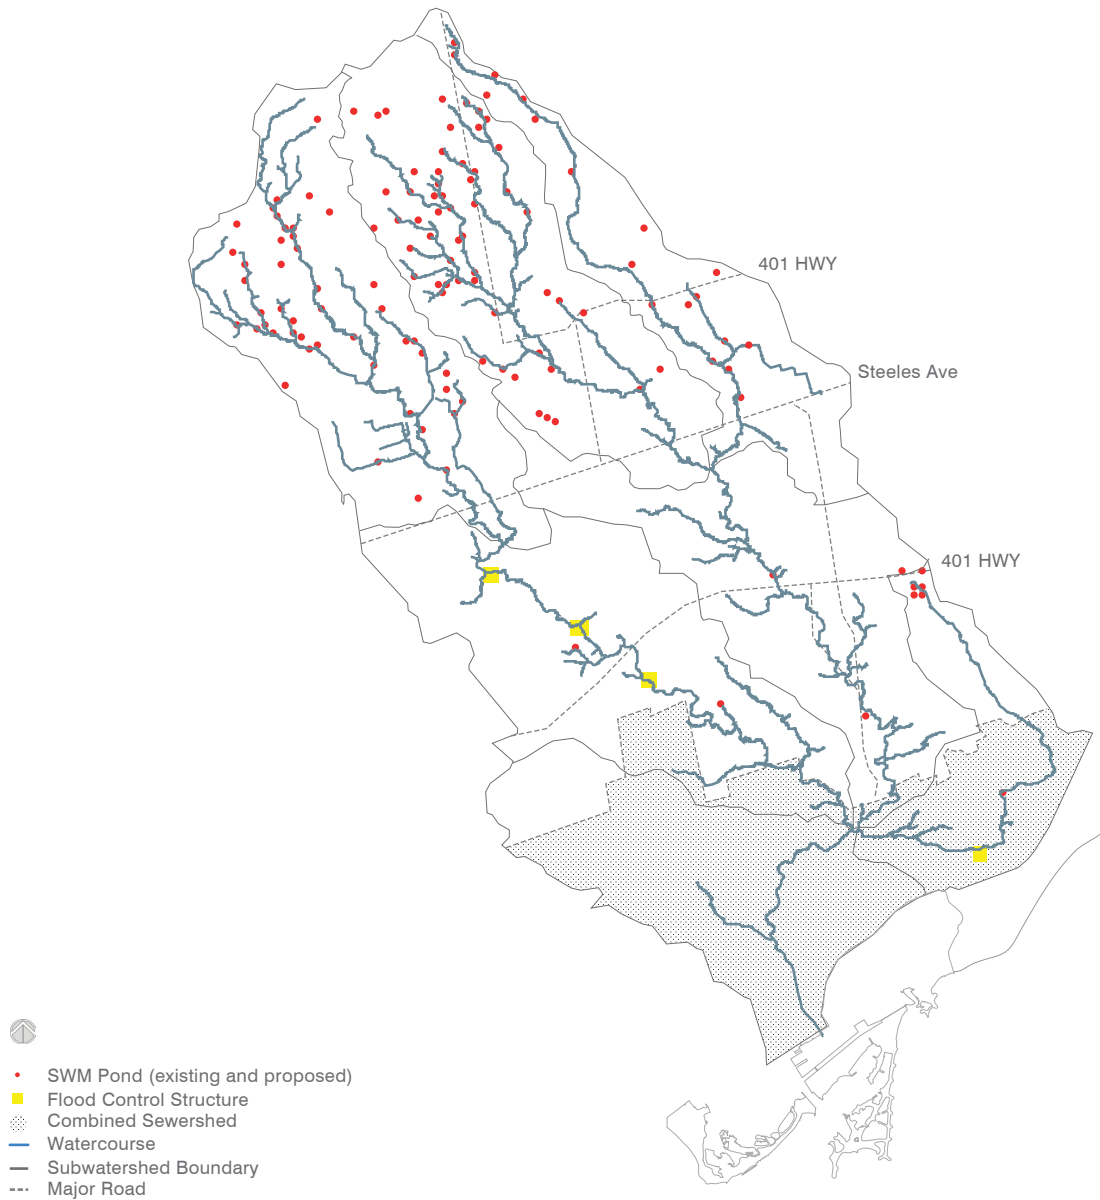 401 HWY
Steeles Ave
401 HWY
SWM Pond (existing and proposed)
Flood Control Structure
Combined Sewershed
Watercourse
Subwatershed Boundary
Major Road